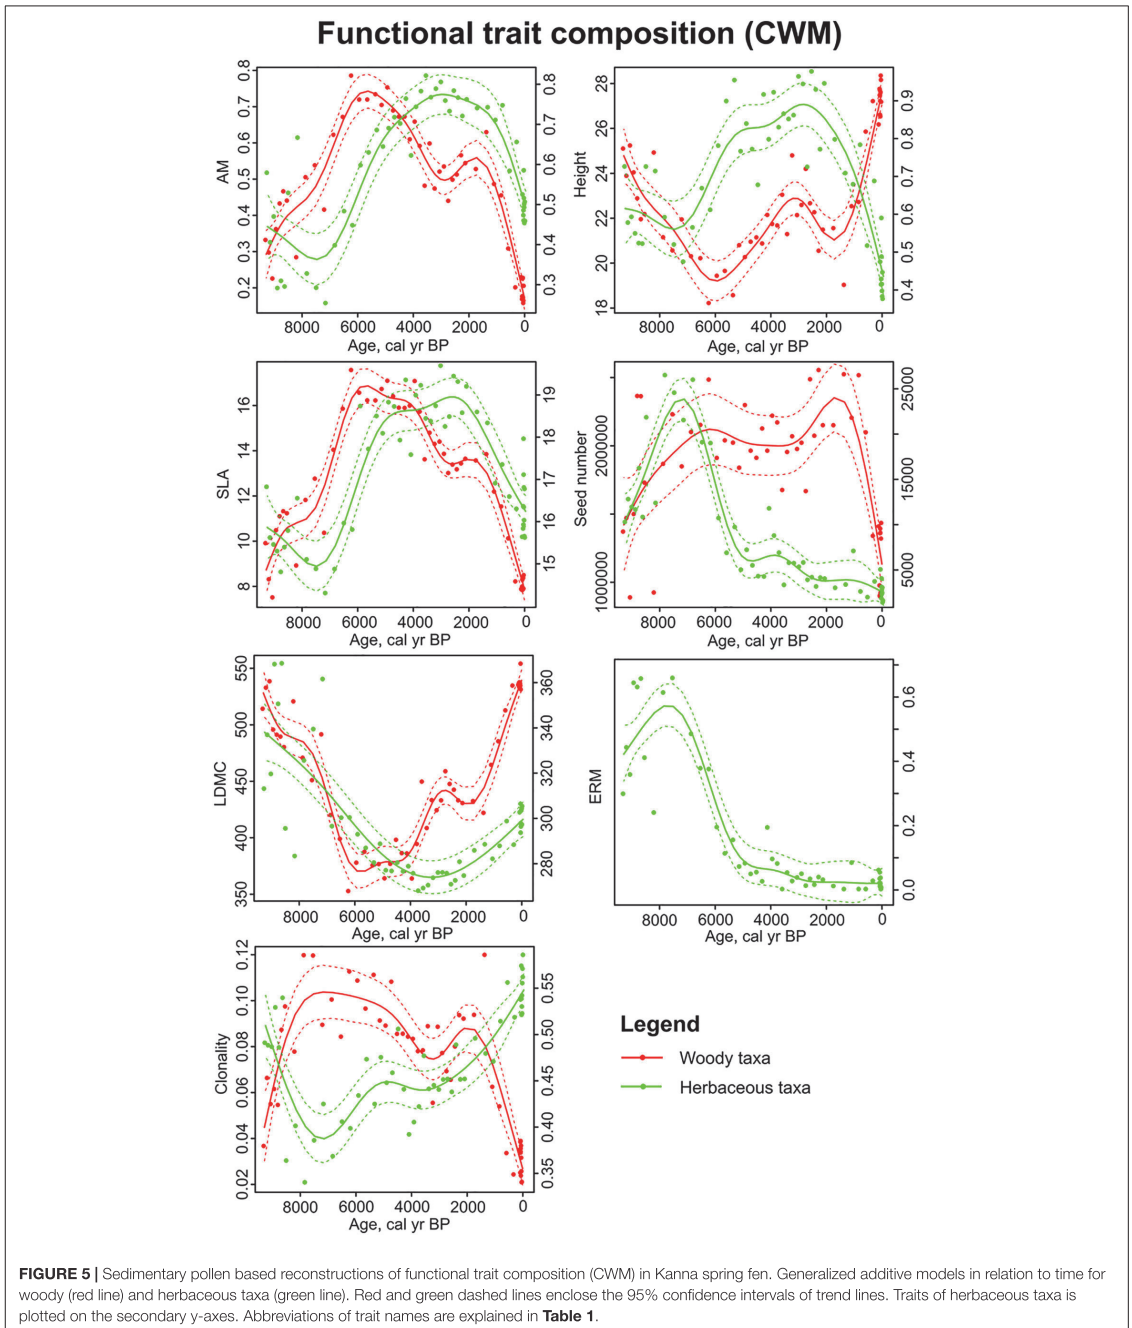 Functional trait composition (CWM)
AM
0.2 0.3 0.4 0.5 0.6 0.7 0.8
0.3 0.4 0.5 0.6 0.7 0.8
8000 6000 4000 2000 0
Age, cal yr BP
Height
18 20 22 24 26 28
0.4 0.5 0.6 0.7 0.8 0.9
8000 6000 4000 2000 0
Age, cal yr BP
SLA
8 10 12 14 16
15 16 17 18 19
8000 6000 4000 2000 0
Age, cal yr BP
Seed number
1000000 2000000
5000 15000 25000
8000 6000 4000 2000 0
Age, cal yr BP
LDMC
350 400 450 500 550
280 300 320 340 360
8000 6000 4000 2000 0
Age, cal yr BP
ERM
0.0 0.2 0.4 0.6
8000 6000 4000 2000 0
Age, cal yr BP
Clonality
0.02 0.04 0.06 0.08 0.10 0.12
0.35 0.40 0.45 0.50 0.55
8000 6000 4000 2000 0
Age, cal yr BP
Legend
Woody taxa
Herbaceous taxa
FIGURE 5 | Sedimentary pollen based reconstructions of functional trait composition (CWM) in Kanna spring fen. Generalized additive models in relation to time for
woody (red line) and herbaceous taxa (green line). Red and green dashed lines enclose the 95% confidence intervals of trend lines. Traits of herbaceous taxa is
plotted on the secondary y-axes. Abbreviations of trait names are explained in Table 1.